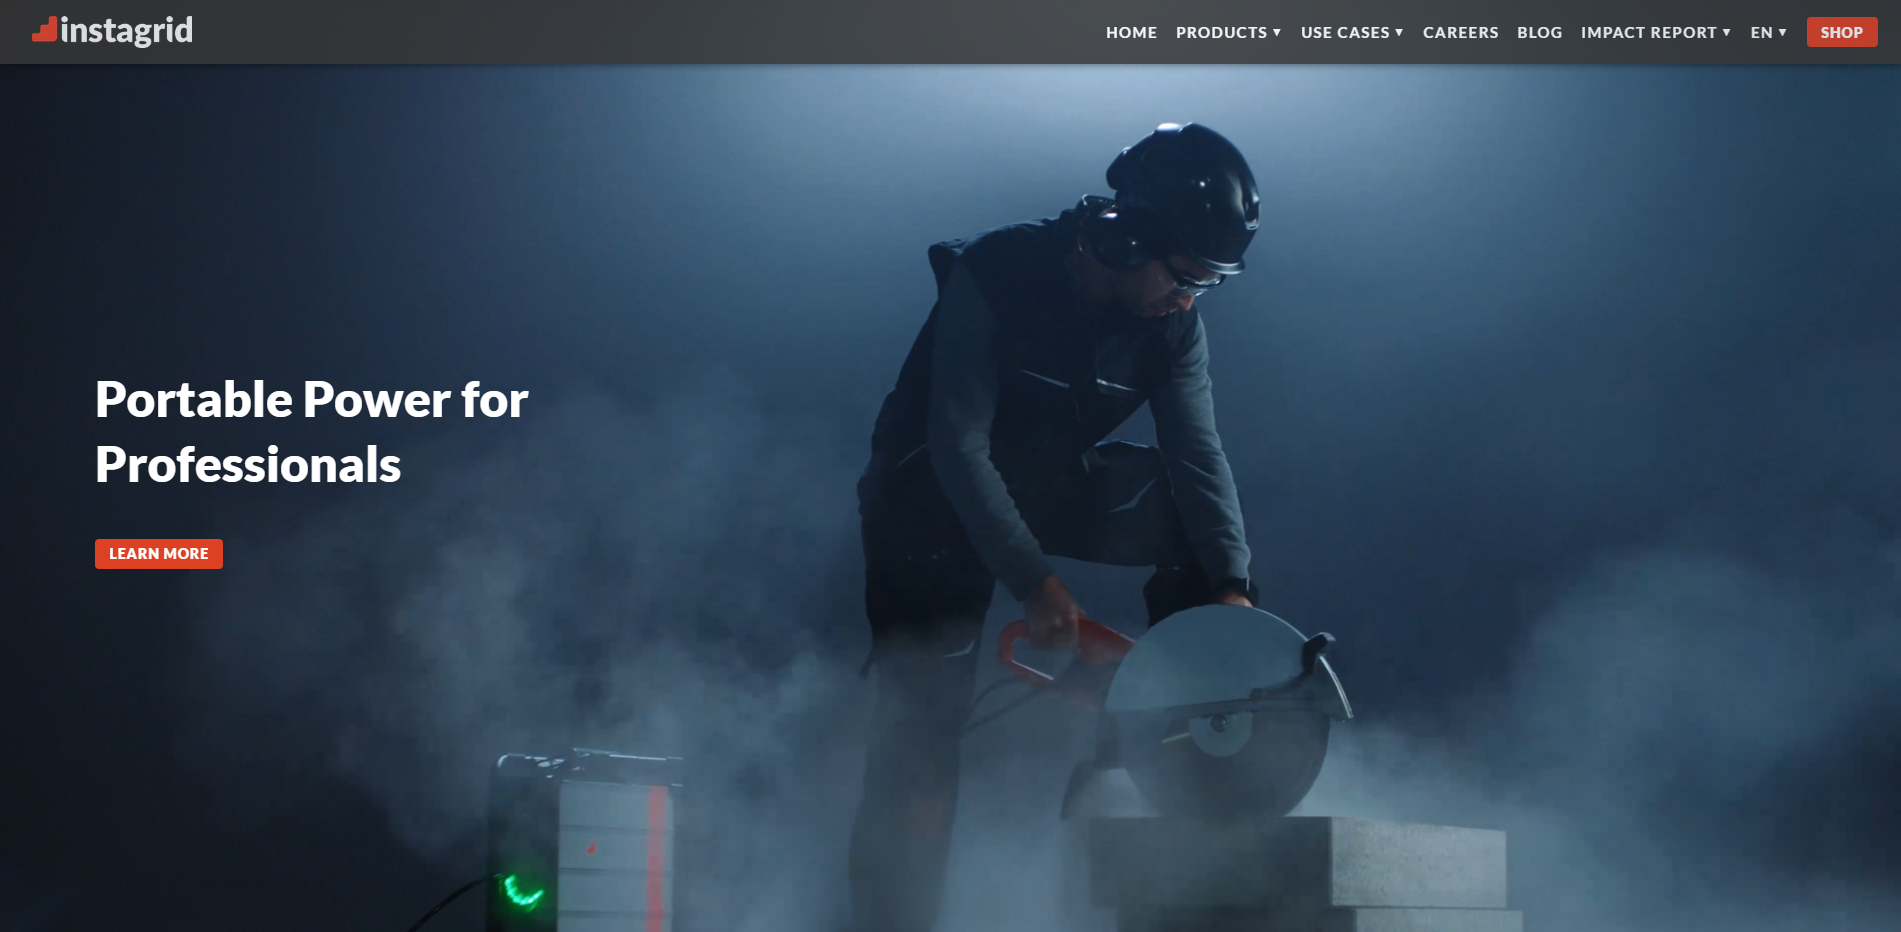 instagrid
HOME PRODUCTS ▼ USE CASES ▼ CAREERS BLOG IMPACT REPORT ▼ EN ▼ SHOP
Portable Power for
Professionals
LEARN MORE